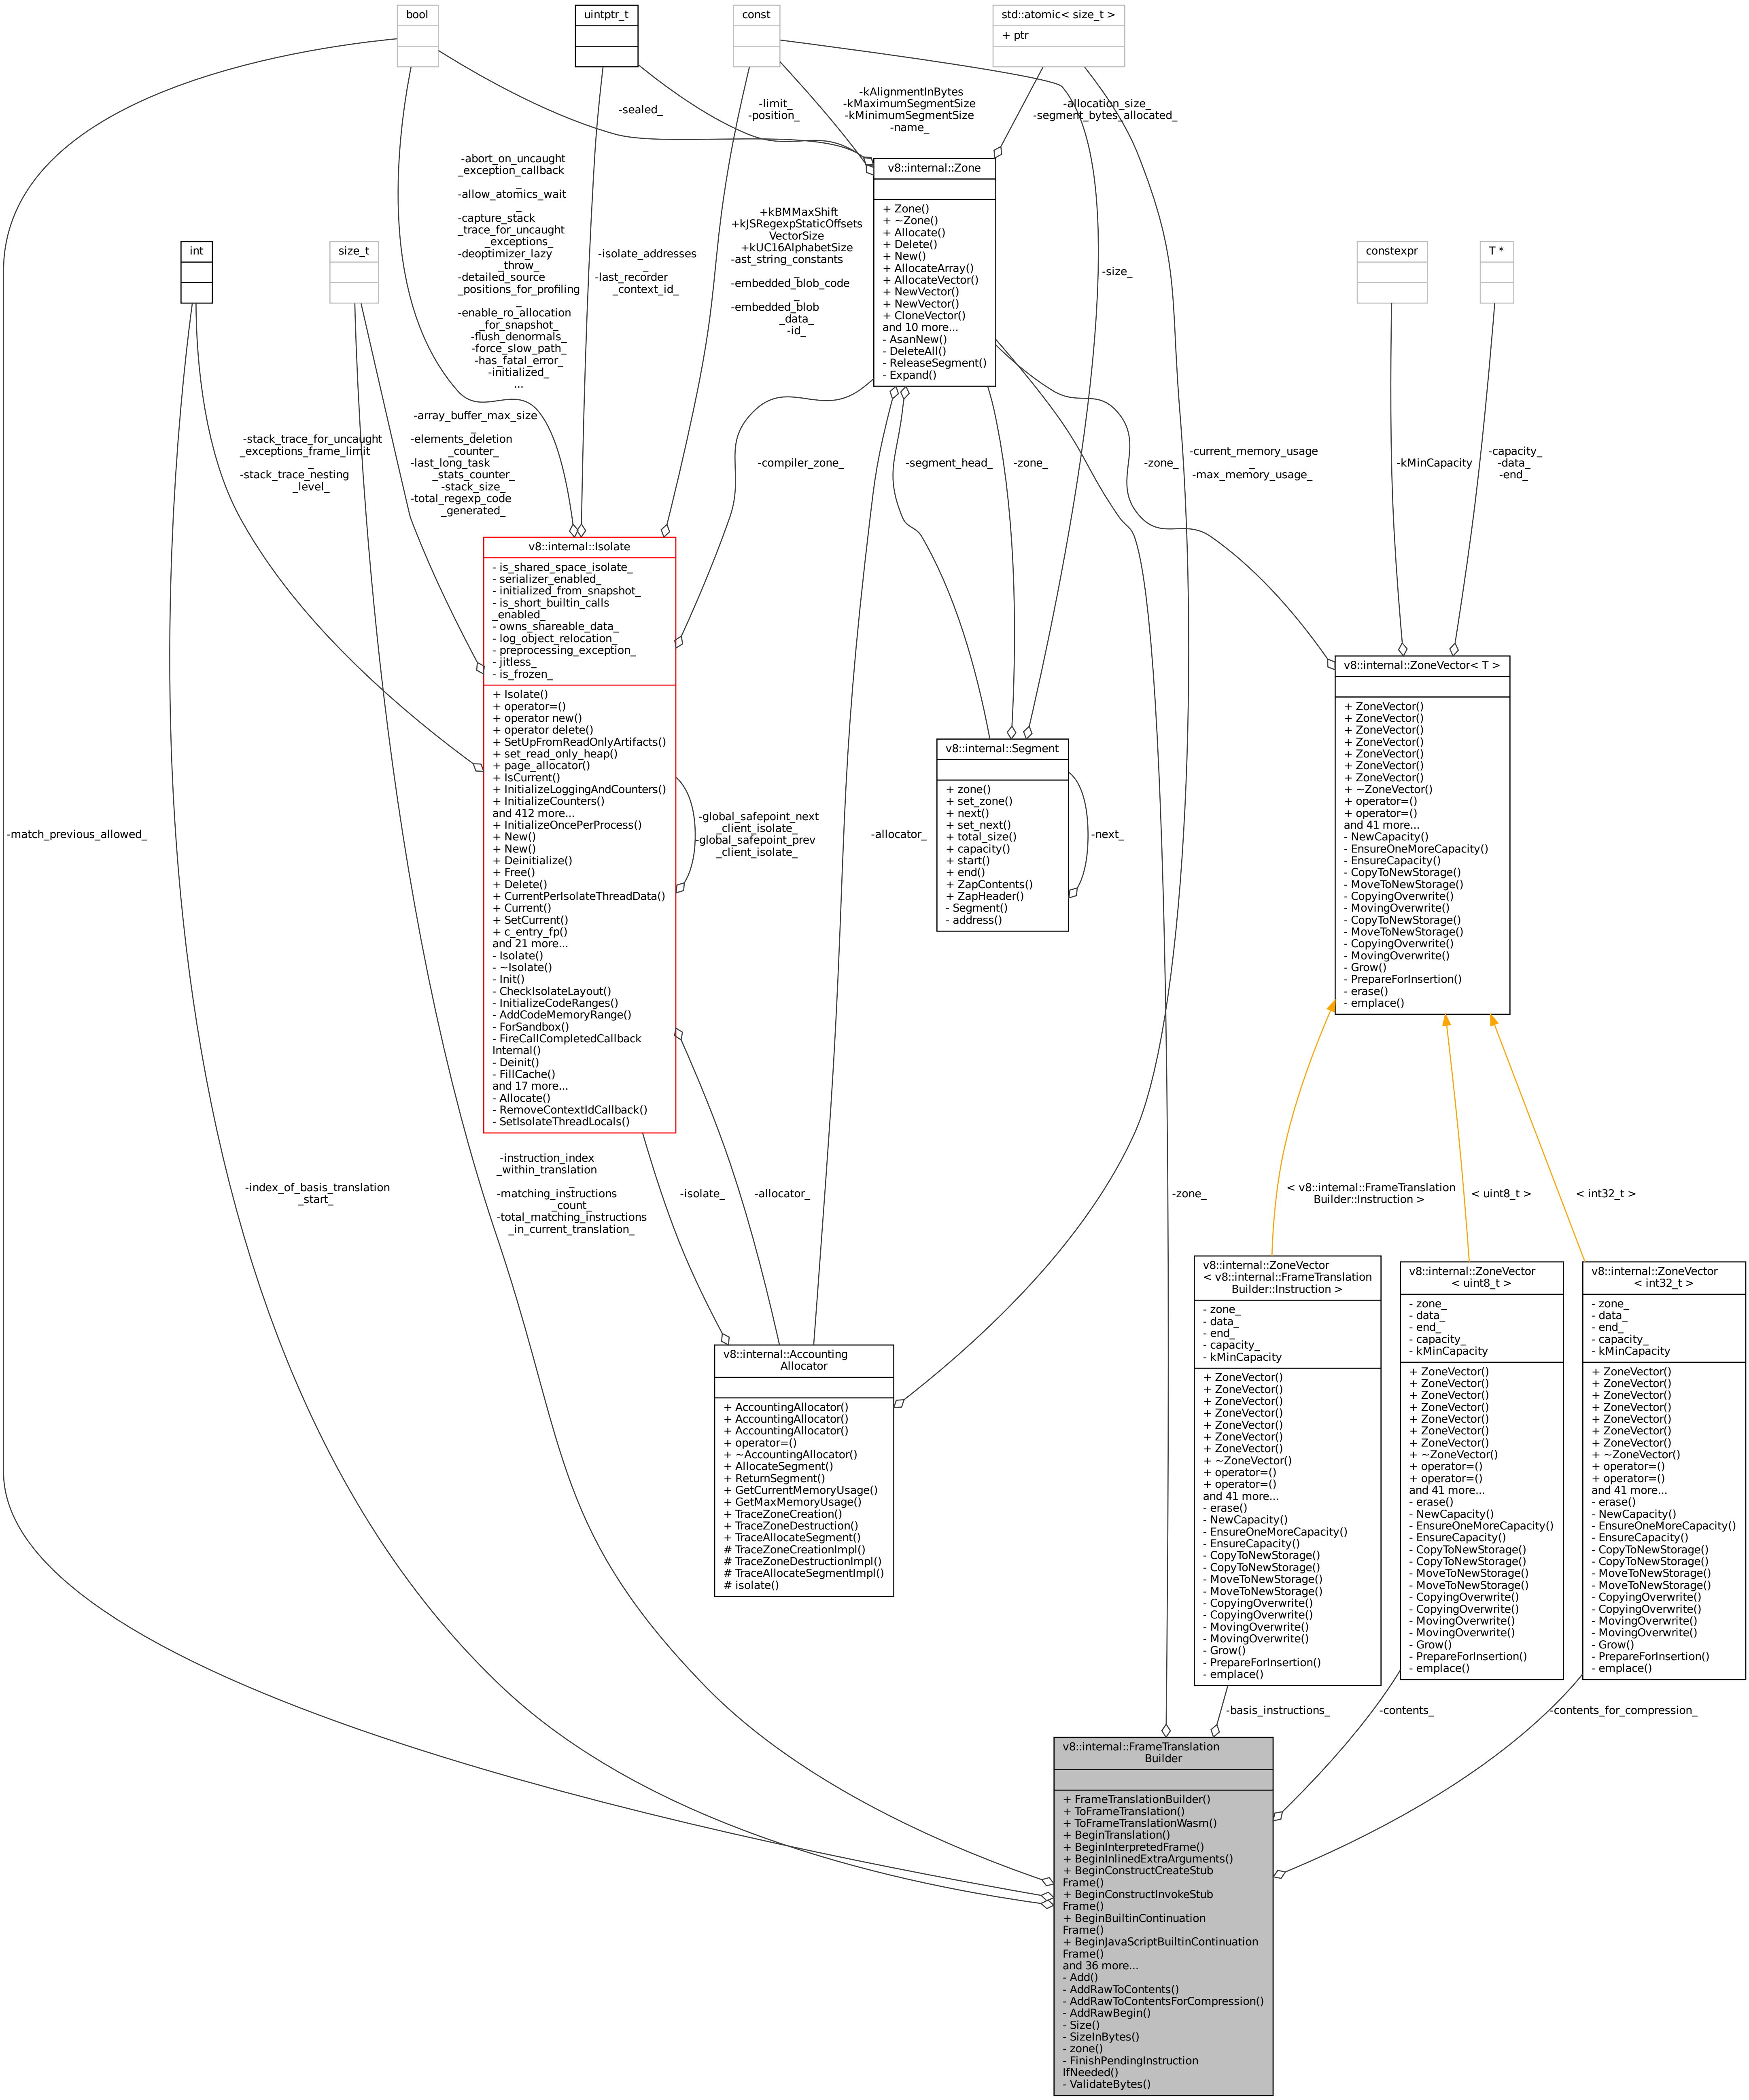 bool
uintptr_t
const
std::atomic< size_t >
+ ptr
-sealed_
-limit_
-position_
-kAlignmentInBytes
-kMaximumSegmentSize
-kMinimumSegmentSize
-name_
-allocation_size_
-segment_bytes_allocated_
v8::internal::Zone
+ Zone()
+ ~Zone()
+ Allocate()
+ Delete()
+ New()
+ AllocateArray()
+ AllocateVector()
+ NewVector()
+ NewVector()
+ CloneVector()
and 10 more...
- AsanNew()
- DeleteAll()
- ReleaseSegment()
- Expand()
-abort_on_uncaught
_exception_callback
_
-allow_atomics_wait
_
-capture_stack
_trace_for_uncaught
_exceptions_
-deoptimizer_lazy
_throw_
-detailed_source
_positions_for_profiling
_
-enable_ro_allocation
_for_snapshot_
-flush_denormals_
-force_slow_path_
-has_fatal_error_
-initialized_
...
-isolate_addresses
_
-last_recorder
_context_id_
+kBMMaxShift
+kJSRegexpStaticOffsets
VectorSize
+kUC16AlphabetSize
-ast_string_constants
_
-embedded_blob_code
_
-embedded_blob
_data_
-id_
-size_
int
size_t
constexpr
T *
-stack_trace_for_uncaught
_exceptions_frame_limit
_
-stack_trace_nesting
_level_
-array_buffer_max_size
_
-elements_deletion
_counter_
-last_long_task
_stats_counter_
-stack_size_
-total_regexp_code
_generated_
-compiler_zone_
-segment_head_
-zone_
-zone_
-current_memory_usage
_
-max_memory_usage_
-kMinCapacity
-capacity_
-data_
-end_
v8::internal::Isolate
- is_shared_space_isolate_
- serializer_enabled_
- initialized_from_snapshot_
- is_short_builtin_calls
_enabled_
- owns_shareable_data_
- log_object_relocation_
- preprocessing_exception_
- jitless_
- is_frozen_
+ Isolate()
+ operator=()
+ operator new()
+ operator delete()
+ SetUpFromReadOnlyArtifacts()
+ set_read_only_heap()
+ page_allocator()
+ IsCurrent()
+ InitializeLoggingAndCounters()
+ InitializeCounters()
and 412 more...
+ InitializeOncePerProcess()
+ New()
+ New()
+ Deinitialize()
+ Free()
+ Delete()
+ CurrentPerIsolateThreadData()
+ Current()
+ SetCurrent()
+ c_entry_fp()
and 21 more...
- Isolate()
- ~Isolate()
- Init()
- CheckIsolateLayout()
- InitializeCodeRanges()
- AddCodeMemoryRange()
- ForSandbox()
- FireCallCompletedCallback
Internal()
- Deinit()
- FillCache()
and 17 more...
- Allocate()
- RemoveContextIdCallback()
- SetIsolateThreadLocals()
-match_previous_allowed_
-global_safepoint_next
_client_isolate_
-global_safepoint_prev
_client_isolate_
-allocator_
v8::internal::Segment
+ zone()
+ set_zone()
+ next()
+ set_next()
+ total_size()
+ capacity()
+ start()
+ end()
+ ZapContents()
+ ZapHeader()
- Segment()
- address()
-next_
v8::internal::ZoneVector< T >
+ ZoneVector()
+ ZoneVector()
+ ZoneVector()
+ ZoneVector()
+ ZoneVector()
+ ZoneVector()
+ ZoneVector()
+ ~ZoneVector()
+ operator=()
+ operator=()
and 41 more...
- NewCapacity()
- EnsureOneMoreCapacity()
- EnsureCapacity()
- CopyToNewStorage()
- MoveToNewStorage()
- CopyingOverwrite()
- MovingOverwrite()
- CopyToNewStorage()
- MoveToNewStorage()
- CopyingOverwrite()
- MovingOverwrite()
- Grow()
- PrepareForInsertion()
- erase()
- emplace()
-index_of_basis_translation
_start_
-instruction_index
_within_translation
_
-matching_instructions
_count_
-total_matching_instructions
_in_current_translation_
-isolate_
-allocator_
-zone_
< v8::internal::FrameTranslation
Builder::Instruction >
< uint8_t >
< int32_t >
v8::internal::Accounting
Allocator
+ AccountingAllocator()
+ AccountingAllocator()
+ AccountingAllocator()
+ operator=()
+ ~AccountingAllocator()
+ AllocateSegment()
+ ReturnSegment()
+ GetCurrentMemoryUsage()
+ GetMaxMemoryUsage()
+ TraceZoneCreation()
+ TraceZoneDestruction()
+ TraceAllocateSegment()
# TraceZoneCreationImpl()
# TraceZoneDestructionImpl()
# TraceAllocateSegmentImpl()
# isolate()
v8::internal::ZoneVector
< v8::internal::FrameTranslation
Builder::Instruction >
- zone_
- data_
- end_
- capacity_
- kMinCapacity
+ ZoneVector()
+ ZoneVector()
+ ZoneVector()
+ ZoneVector()
+ ZoneVector()
+ ZoneVector()
+ ZoneVector()
+ ~ZoneVector()
+ operator=()
+ operator=()
and 41 more...
- erase()
- NewCapacity()
- EnsureOneMoreCapacity()
- EnsureCapacity()
- CopyToNewStorage()
- CopyToNewStorage()
- MoveToNewStorage()
- MoveToNewStorage()
- CopyingOverwrite()
- CopyingOverwrite()
- MovingOverwrite()
- MovingOverwrite()
- Grow()
- PrepareForInsertion()
- emplace()
v8::internal::ZoneVector
< uint8_t >
- zone_
- data_
- end_
- capacity_
- kMinCapacity
+ ZoneVector()
+ ZoneVector()
+ ZoneVector()
+ ZoneVector()
+ ZoneVector()
+ ZoneVector()
+ ZoneVector()
+ ~ZoneVector()
+ operator=()
+ operator=()
and 41 more...
- erase()
- NewCapacity()
- EnsureOneMoreCapacity()
- EnsureCapacity()
- CopyToNewStorage()
- CopyToNewStorage()
- MoveToNewStorage()
- MoveToNewStorage()
- CopyingOverwrite()
- CopyingOverwrite()
- MovingOverwrite()
- MovingOverwrite()
- Grow()
- PrepareForInsertion()
- emplace()
v8::internal::ZoneVector
< int32_t >
- zone_
- data_
- end_
- capacity_
- kMinCapacity
+ ZoneVector()
+ ZoneVector()
+ ZoneVector()
+ ZoneVector()
+ ZoneVector()
+ ZoneVector()
+ ZoneVector()
+ ~ZoneVector()
+ operator=()
+ operator=()
and 41 more...
- erase()
- NewCapacity()
- EnsureOneMoreCapacity()
- EnsureCapacity()
- CopyToNewStorage()
- CopyToNewStorage()
- MoveToNewStorage()
- MoveToNewStorage()
- CopyingOverwrite()
- CopyingOverwrite()
- MovingOverwrite()
- MovingOverwrite()
- Grow()
- PrepareForInsertion()
- emplace()
-basis_instructions_
-contents_
-contents_for_compression_
v8::internal::FrameTranslation
Builder
+ FrameTranslationBuilder()
+ ToFrameTranslation()
+ ToFrameTranslationWasm()
+ BeginTranslation()
+ BeginInterpretedFrame()
+ BeginInlinedExtraArguments()
+ BeginConstructCreateStub
Frame()
+ BeginConstructInvokeStub
Frame()
+ BeginBuiltinContinuation
Frame()
+ BeginJavaScriptBuiltinContinuation
Frame()
and 36 more...
- Add()
- AddRawToContents()
- AddRawToContentsForCompression()
- AddRawBegin()
- Size()
- SizeInBytes()
- zone()
- FinishPendingInstruction
IfNeeded()
- ValidateBytes()